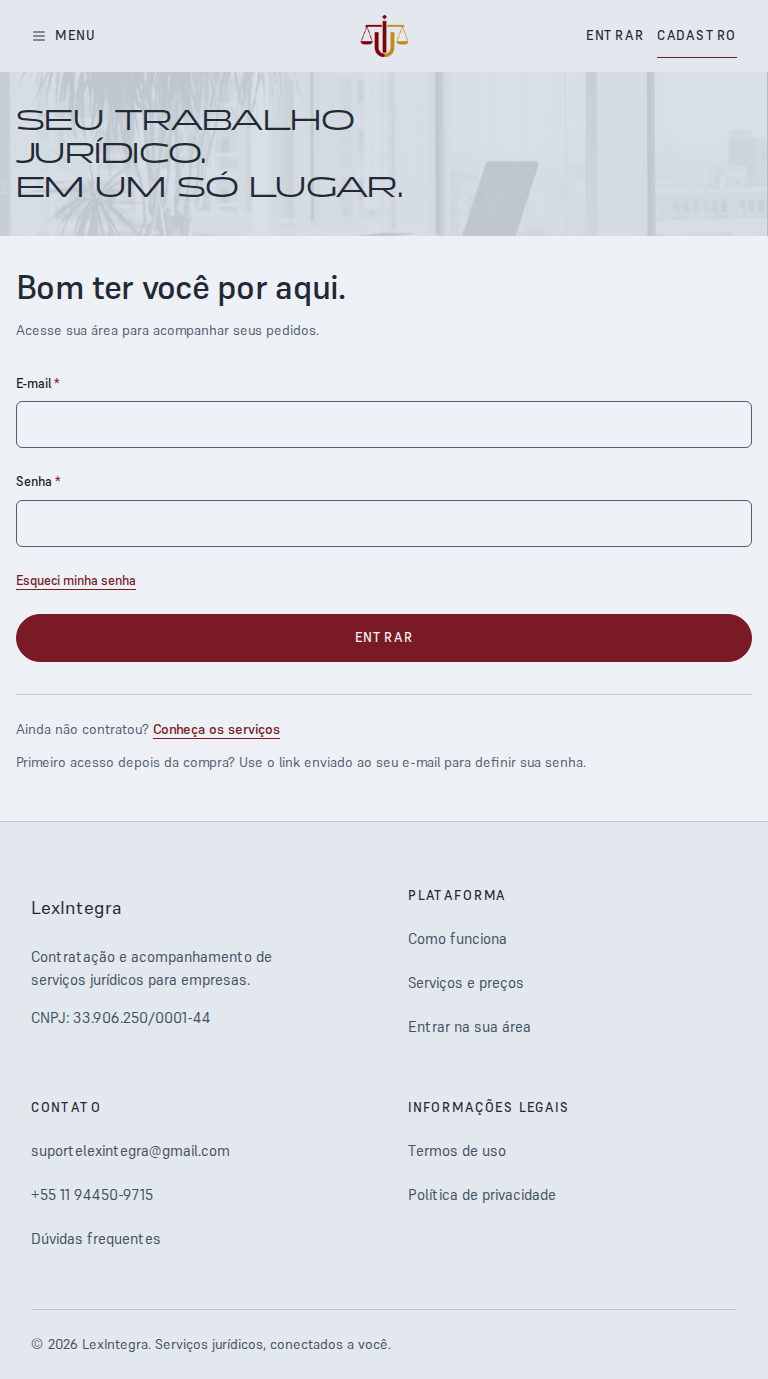 MENU
ENTRAR
CADASTRO
SEU TRABALHO
JURÍDICO.
EM UM SÓ LUGAR.
Bom ter você por aqui.
Acesse sua área para acompanhar seus pedidos.
E-mail *
Senha *
Esqueci minha senha
ENTRAR
Ainda não contratou? Conheça os serviços
Primeiro acesso depois da compra? Use o link enviado ao seu e-mail para definir sua senha.
LexIntegra
Contratação e acompanhamento de
serviços jurídicos para empresas.
CNPJ: 33.906.250/0001-44
PLATAFORMA
Como funciona
Serviços e preços
Entrar na sua área
CONTATO
suportelexintegra@gmail.com
+55 11 94450-9715
Dúvidas frequentes
INFORMAÇÕES LEGAIS
Termos de uso
Política de privacidade
© 2026 LexIntegra. Serviços jurídicos, conectados a você.